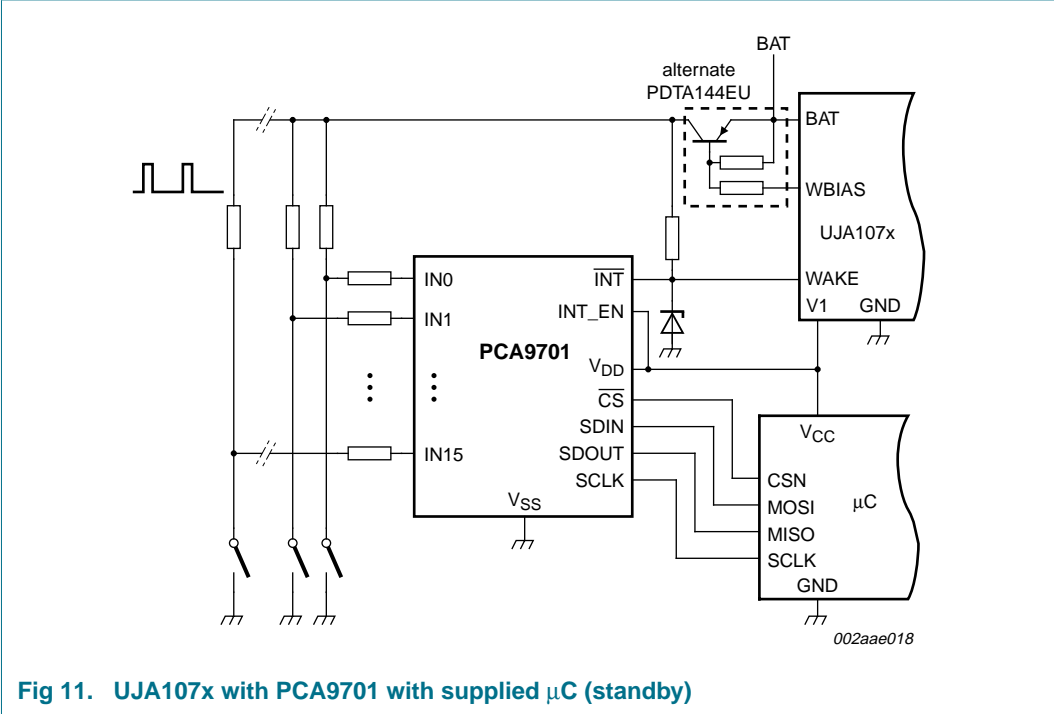 BAT
alternate
PDTA144EU
BAT
WBIAS
UJA107x
WAKE
V1 GND
IN0
IN1
IN15
INT
INT_EN
PCA9701
VDD
CS
SDIN
SDOUT
SCLK
VSS
VCC
CSN
MOSI
μC
MISO
SCLK
GND
002aae018
Fig 11. UJA107x with PCA9701 with supplied μC (standby)